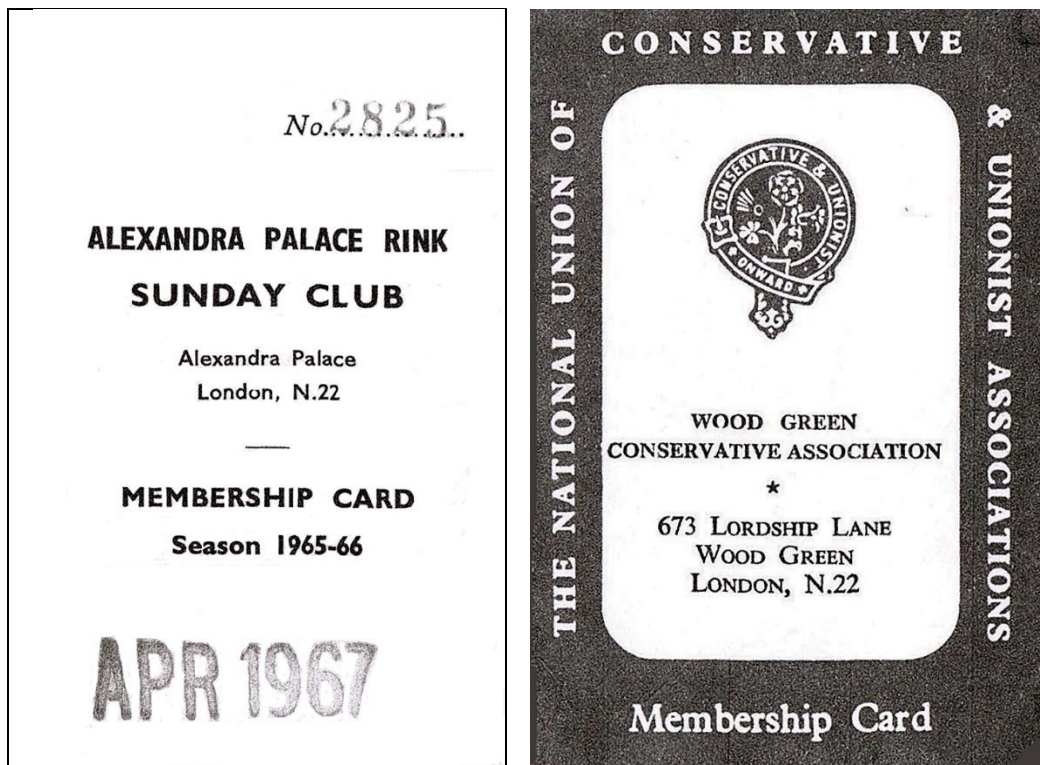 No. 2825
ALEXANDRA PALACE RINK
SUNDAY CLUB
Alexandra Palace
London, N.22
MEMBERSHIP CARD
Season 1965-66
APR 1967
THE NATIONAL UNION OF
CONSERVATIVE
& UNIONIST ASSOCIATIONS
CONSERVATIVE & UNIONIST
ONWARD
WOOD GREEN
CONSERVATIVE ASSOCIATION
★
673 LORDSHIP LANE
WOOD GREEN
LONDON, N.22
Membership Card